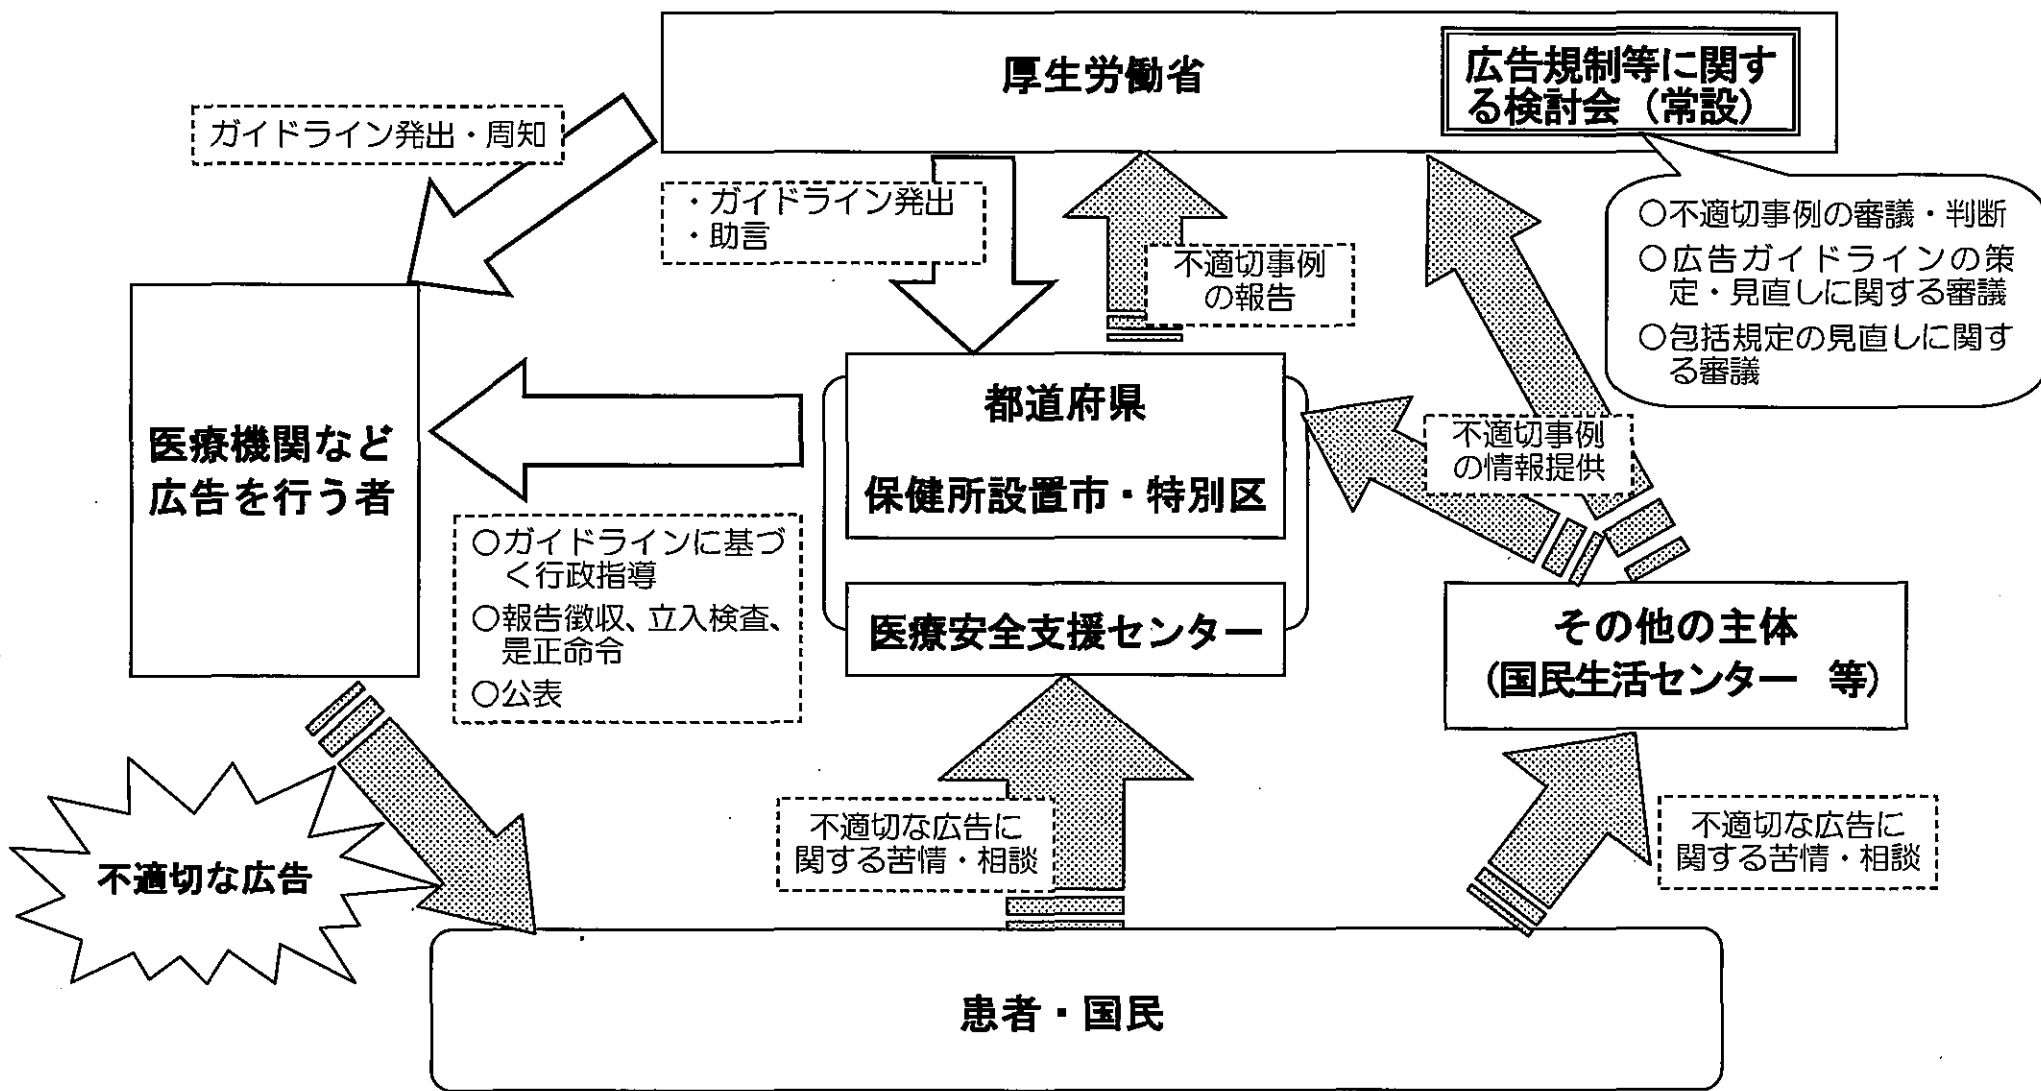 厚生労働省
広告規制等に関す
る検討会(常設)
ガイドライン発出・周知
・ガイドライン発出
・助言
不適切事例
の報告
○不適切事例の審議・判断
○広告ガイドラインの策
定・見直しに関する審議
○包括規定の見直しに関す
る審議
医療機関など
広告を行う者
都道府県
保健所設置市・特別区
不適切事例
の情報提供
○ガイドラインに基づ
く行政指導
○報告徴収、立入検査、
是正命令
○公表
医療安全支援センター
その他の主体
(国民生活センター 等)
不適切な広告
不適切な広告に
関する苦情・相談
不適切な広告に
関する苦情・相談
患者・国民